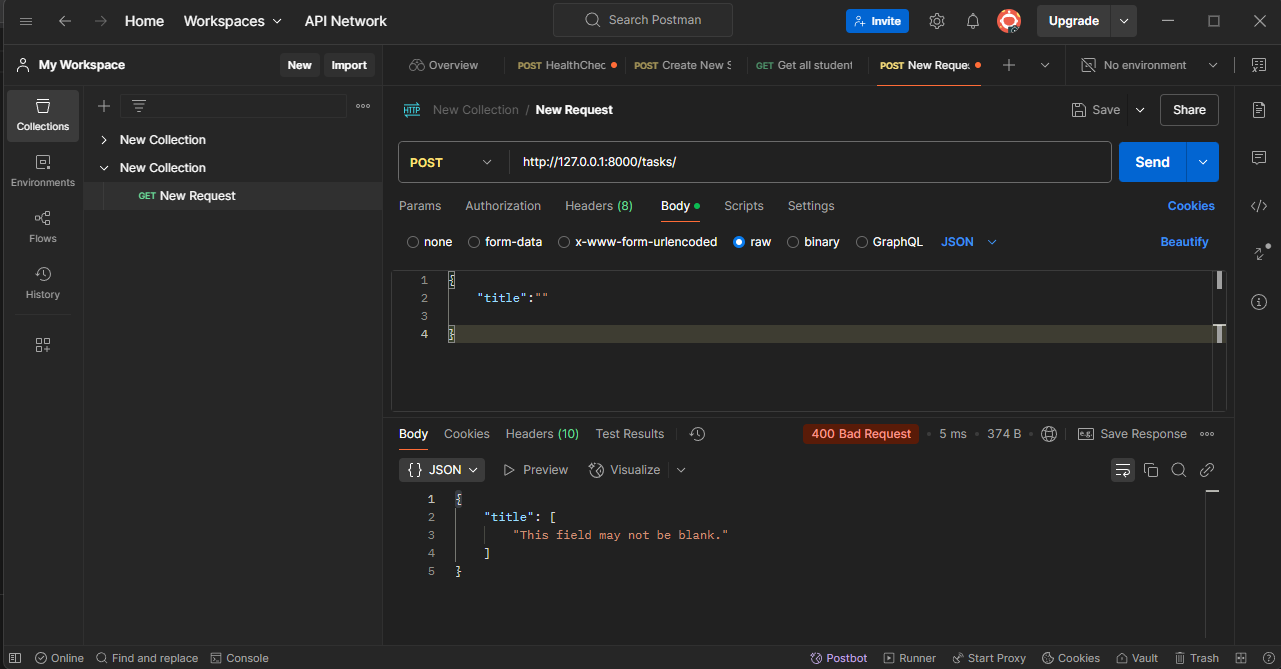 Home Workspaces API Network Search Postman Invite Upgrade
My Workspace New Import Overview POST HealthChec POST Create New S GET Get all student POST New Reques No environment
Collections
Environments
Flows
History
New Collection
New Collection
GET New Request
HTTP New Collection / New Request Save Share
POST http://127.0.0.1:8000/tasks/ Send
Params Authorization Headers (8) Body Scripts Settings Cookies
none form-data x-www-form-urlencoded raw binary GraphQL JSON Beautify
1 {
2 "title":""
3
4 }
Body Cookies Headers (10) Test Results 400 Bad Request • 5 ms • 374 B • e.g. Save Response
{} JSON Preview Visualize
1 {
2 "title": [
3 "This field may not be blank."
4 ]
5 }
Online Find and replace Console Postbot Runner Start Proxy Cookies Vault Trash